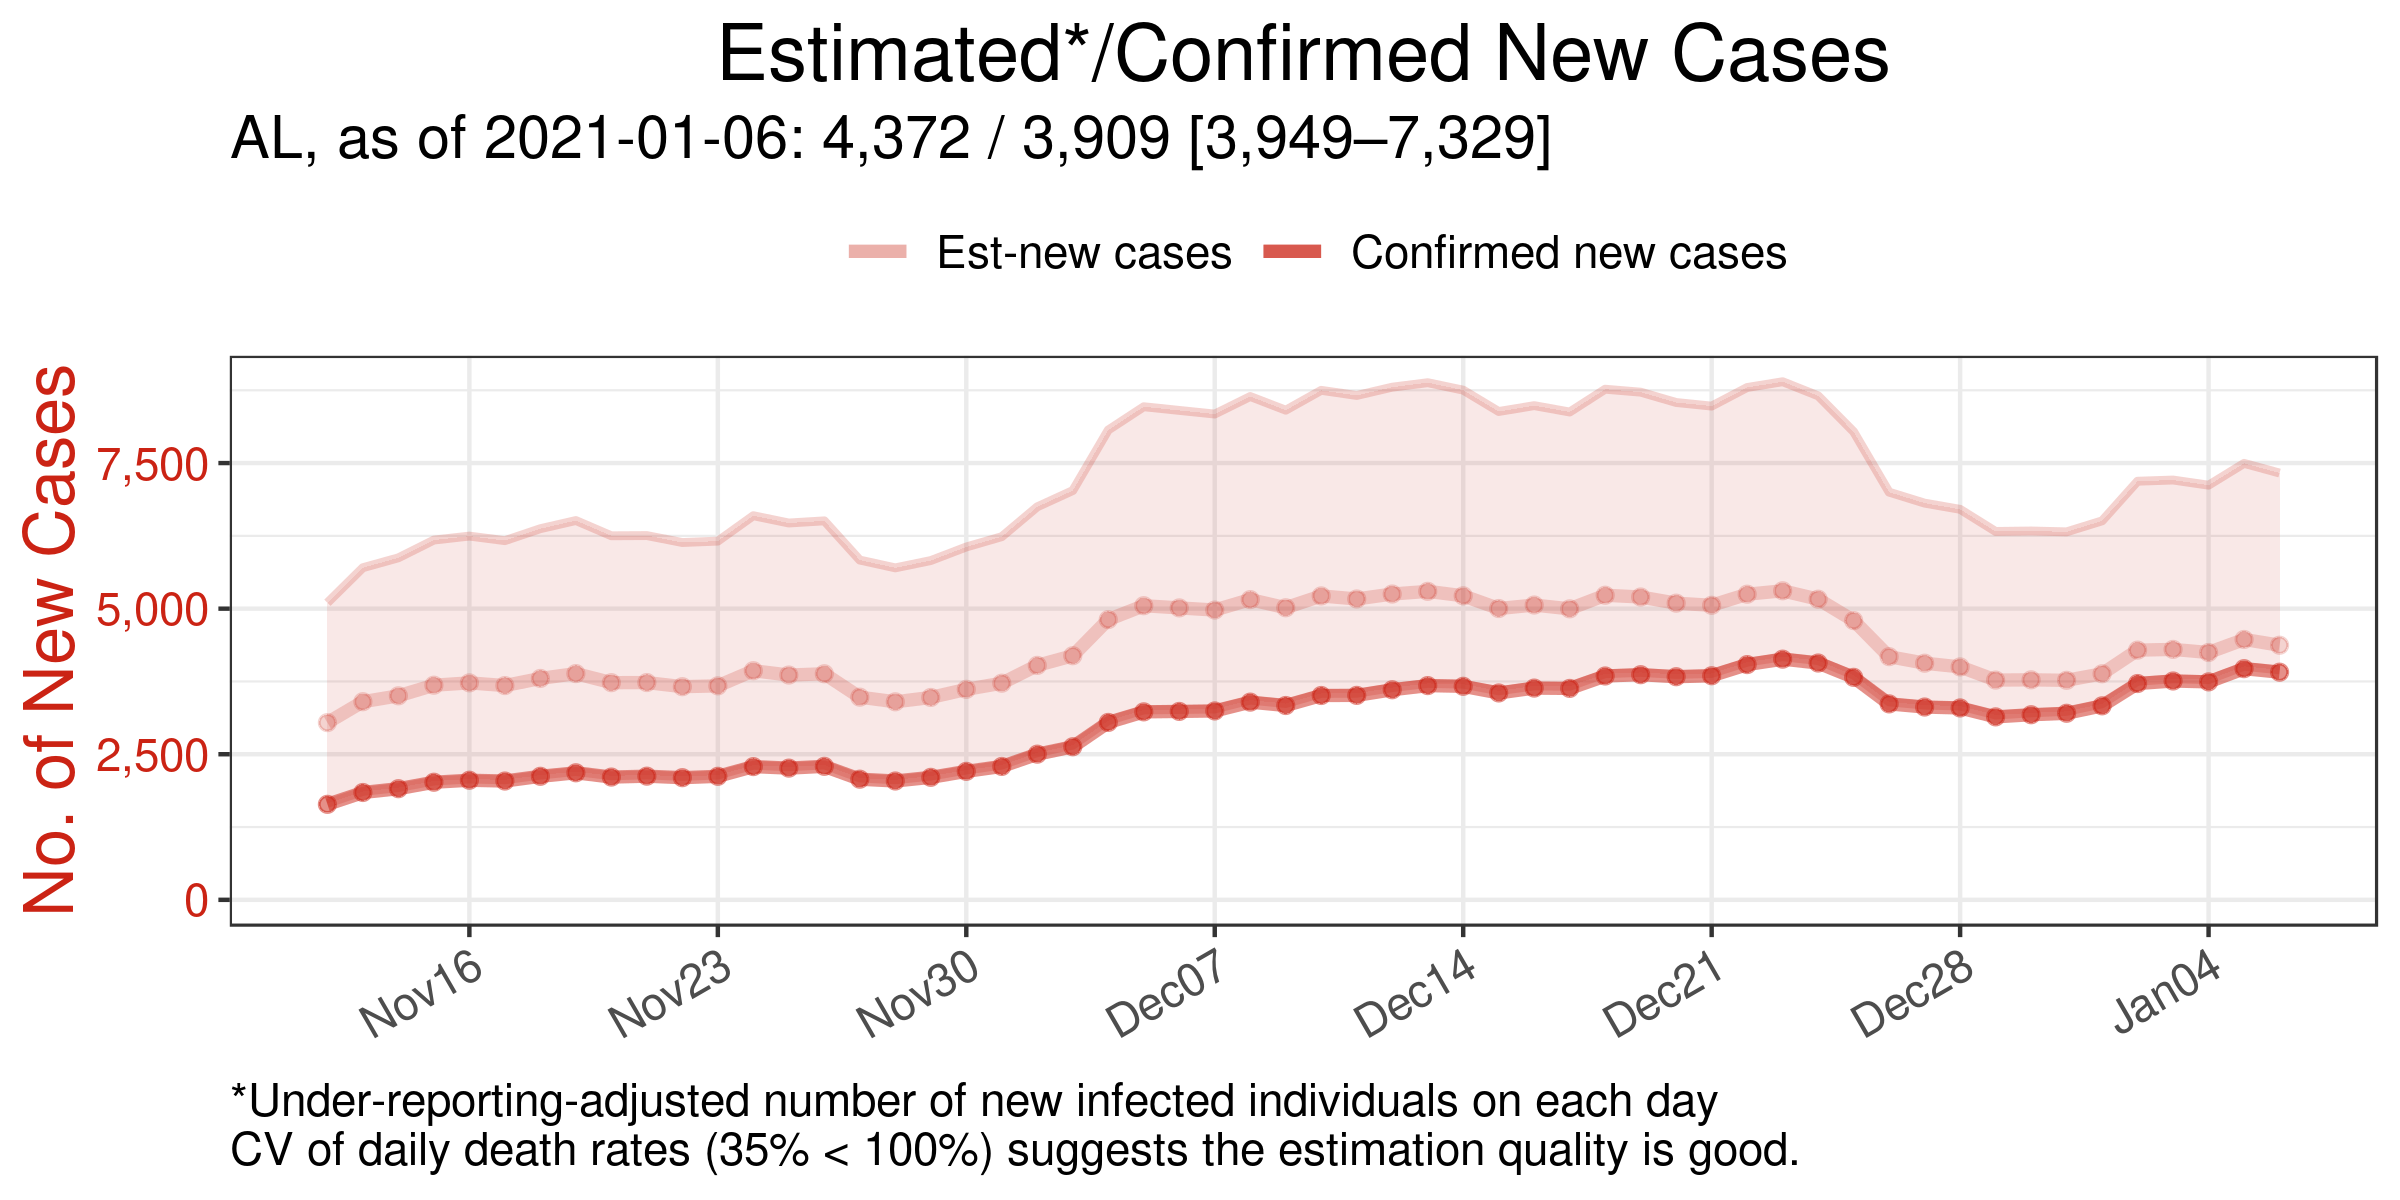 Estimated*/Confirmed New Cases
AL, as of 2021-01-06: 4,372 / 3,909 [3,949–7,329]
Est-new cases
Confirmed new cases
No. of New Cases
7,500
5,000
2,500
0
Nov16
Nov23
Nov30
Dec07
Dec14
Dec21
Dec28
Jan04
*Under-reporting-adjusted number of new infected individuals on each day
CV of daily death rates (35% < 100%) suggests the estimation quality is good.